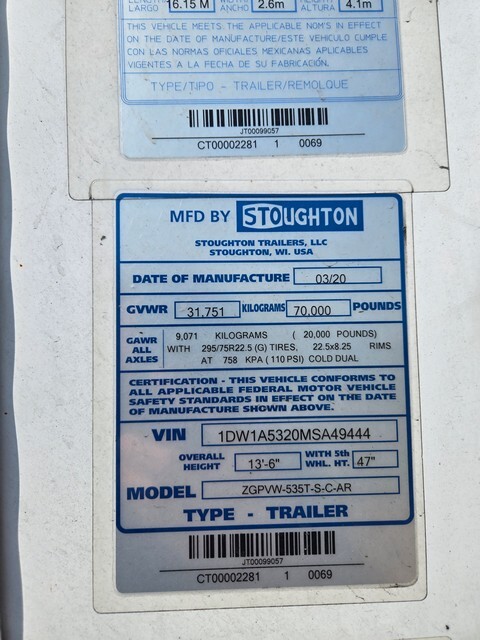 LARGO 16.15 M ANCHO 2.6m ALTURA 4.1m
THIS VEHICLE MEETS THE APPLICABLE NOM'S IN EFFECT
ON THE DATE OF MANUFACTURE/ESTE VEHICULO CUMPLE
CON LAS NORMAS OFICIALES MEXICANAS APLICABLES
VIGENTES A LA FECHA DE SU FABRICACIÓN.
TYPE/TIPO - TRAILER/REMOLQUE
JT00099057
CT00002281 1 0069
MFD BY STOUGHTON
STOUGHTON TRAILERS, LLC
STOUGHTON, WI. USA
DATE OF MANUFACTURE 03/20
GVWR 31,751 KILOGRAMS 70,000 POUNDS
GAWR ALL AXLES
9,071 KILOGRAMS ( 20,000 POUNDS)
WITH 295/75R22.5 (G) TIRES, 22.5x8.25 RIMS
AT 758 KPA ( 110 PSI) COLD DUAL
CERTIFICATION - THIS VEHICLE CONFORMS TO
ALL APPLICABLE FEDERAL MOTOR VEHICLE
SAFETY STANDARDS IN EFFECT ON THE DATE
OF MANUFACTURE SHOWN ABOVE.
VIN 1DW1A5320MSA49444
OVERALL HEIGHT 13'-6" WITH 5th WHL. HT. 47"
MODEL ZGPVW-535T-S-C-AR
TYPE - TRAILER
JT00099057
CT00002281 1 0069